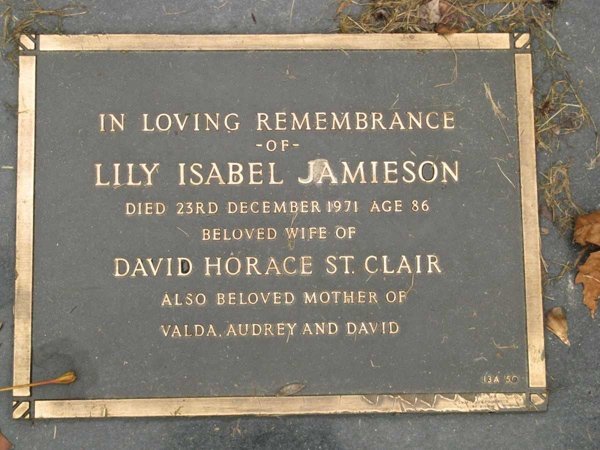 IN LOVING REMEMBRANCE
-OF-
LILY ISABEL JAMIESON
DIED 23RD DECEMBER 1971 AGE 86
BELOVED WIFE OF
DAVID HORACE ST. CLAIR
ALSO BELOVED MOTHER OF
VALDA, AUDREY AND DAVID
13A